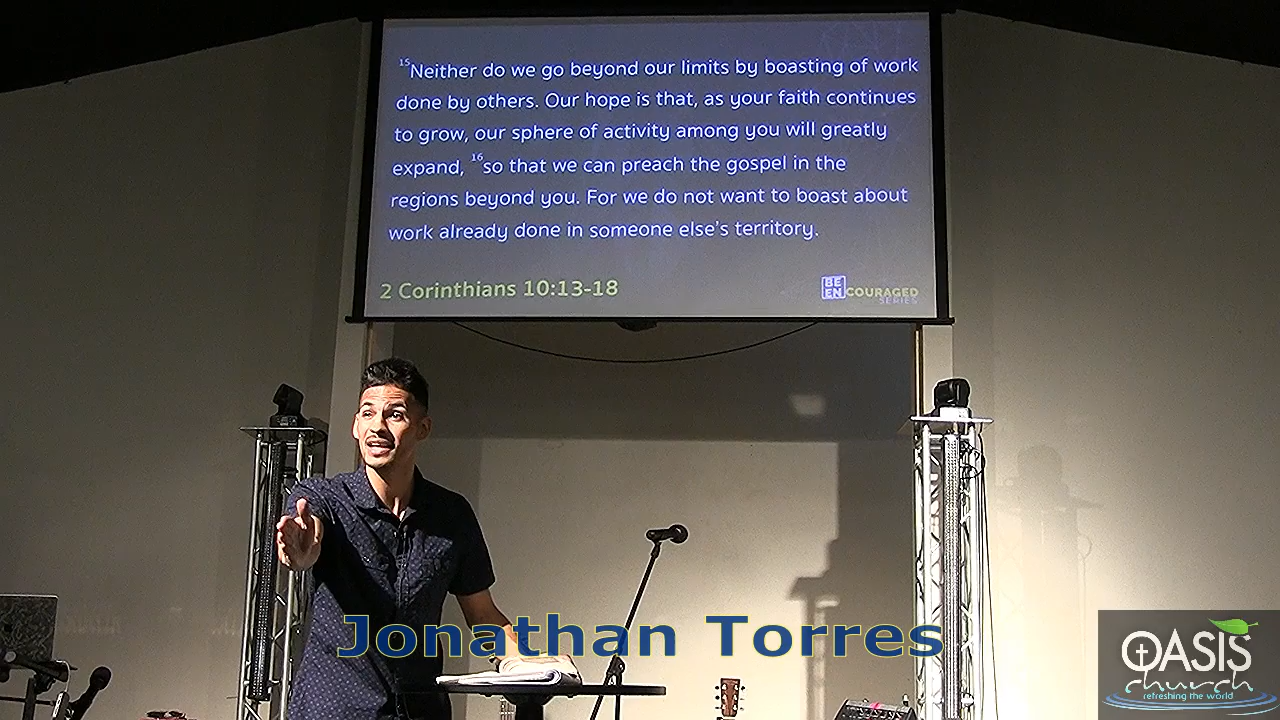 ¹⁵Neither do we go beyond our limits by boasting of work
done by others. Our hope is that, as your faith continues
to grow, our sphere of activity among you will greatly
expand, ¹⁶so that we can preach the gospel in the
regions beyond you. For we do not want to boast about
work already done in someone else's territory.
2 Corinthians 10:13-18
BE
EN COURAGED
SERIES
Jonathan Torres
OASIS
church
refreshing the world